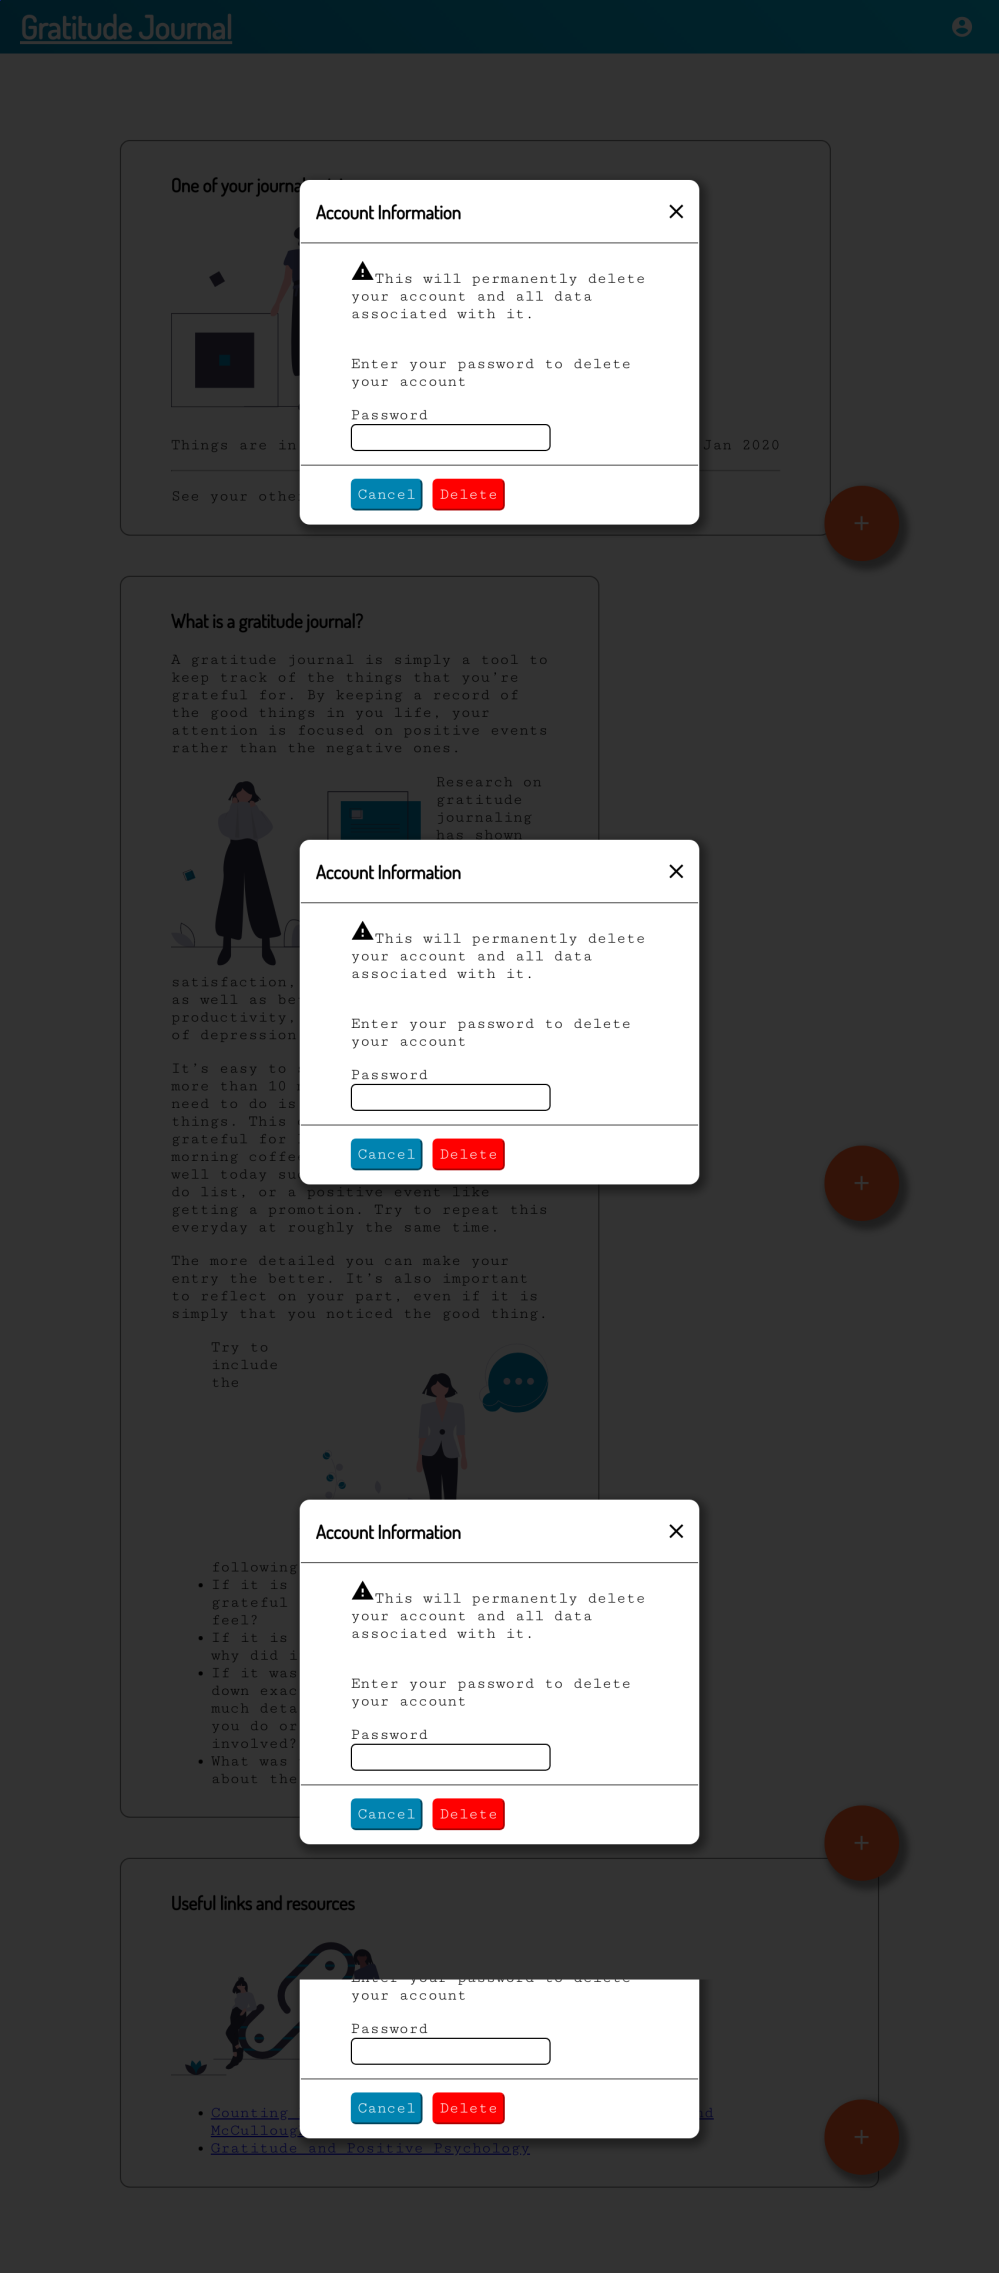 Gratitude Journal
One of your journal
Account Information
This will permanently delete
your account and all data
associated with it.
Enter your password to delete
your account
Password
Things are in
Jan 2020
See your othe
Cancel Delete
+
What is a gratitude journal?
A gratitude journal is simply a tool to
keep track of the things that you're
grateful for. By keeping a record of
the good things in you life, your
attention is focused on positive events
rather than the negative ones.
Research on
gratitude
journaling
has shown
Account Information
This will permanently delete
your account and all data
associated with it.
Enter your password to delete
your account
Password
Cancel Delete
satisfaction,
as well as be
productivity.
of depression
It's easy to
more than 10
need to do is
things. This
grateful for
morning coffe
well today su
do list, or a positive event like
getting a promotion. Try to repeat this
everyday at roughly the same time.
+
The more detailed you can make your
entry the better. It's also important
to reflect on your part, even if it is
simply that you noticed the good thing.
Try to
include
the
Account Information
This will permanently delete
your account and all data
associated with it.
Enter your password to delete
your account
Password
Cancel Delete
following
If it is
grateful
feel?
If it is
why did i
If it was
down exac
much deta
you do or
involved?
What was
about the
+
Useful links and resources
Enter your password to delete
your account
Password
Cancel Delete
Counting
McCulloug
Gratitude and Positive Psychology
+